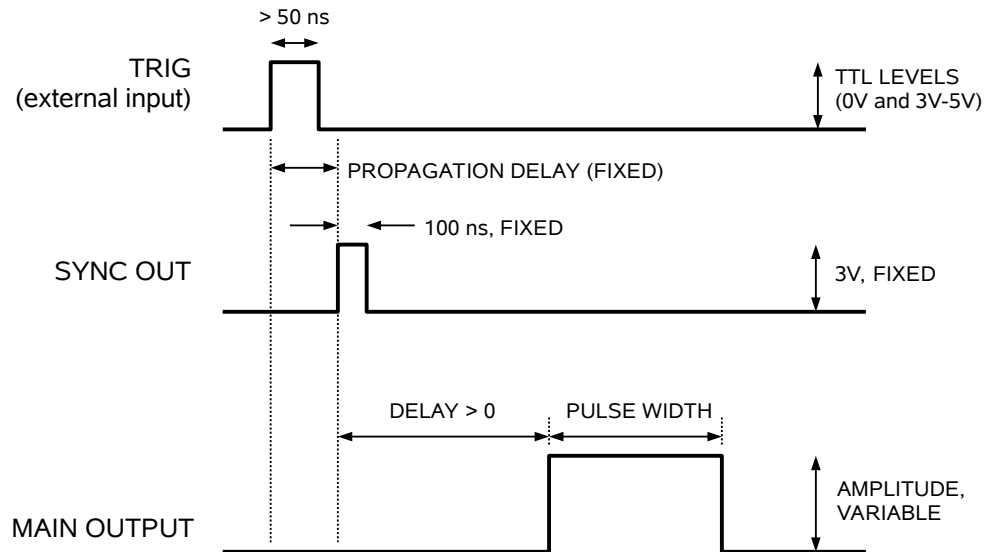 > 50 ns
TRIG
(external input)
TTL LEVELS
(0V and 3V-5V)
PROPAGATION DELAY (FIXED)
100 ns, FIXED
SYNC OUT
3V, FIXED
DELAY > 0
PULSE WIDTH
AMPLITUDE,
VARIABLE
MAIN OUTPUT